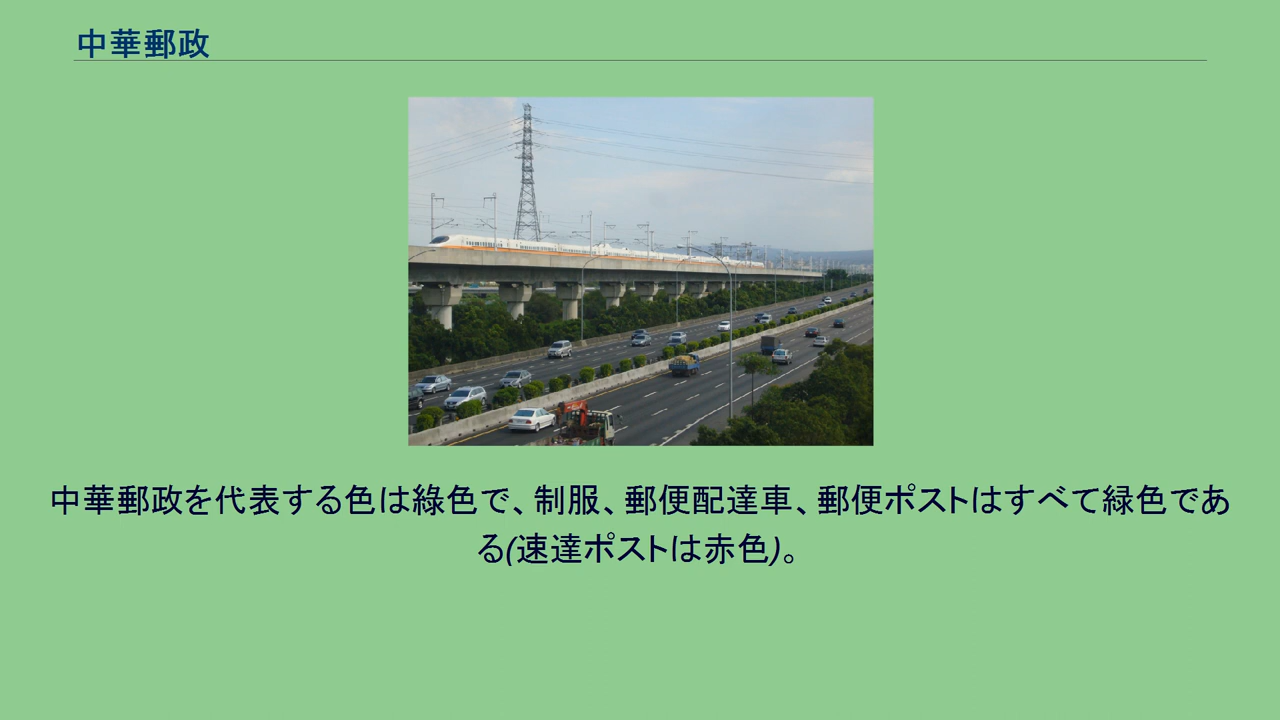 中華郵政
中華郵政を代表する色は綠色で、制服、郵便配達車、郵便ポストはすべて緑色であ
る(速達ポストは赤色)。